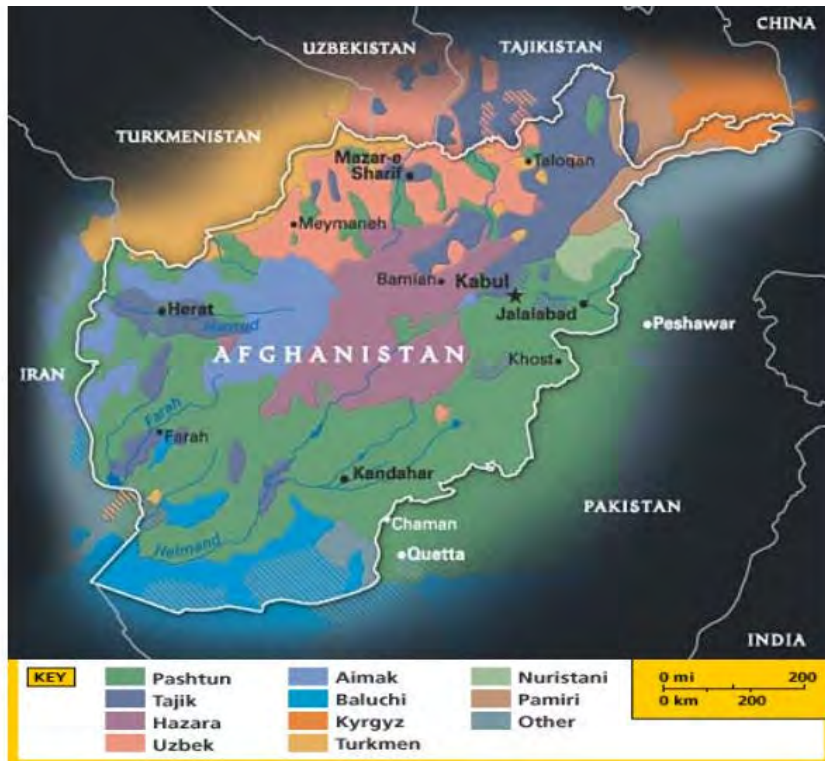 CHINA
UZBEKISTAN
TAJIKISTAN
TURKMENISTAN
Mazar-e
Sharif
Taloqan
Meymaneh
Bamian
Kabul
Herat
Harirud
Jalalabad
Peshawar
AFGHANISTAN
Khost
IRAN
Farah
Farah
Kandahar
PAKISTAN
Chaman
Helmand
Quetta
INDIA
KEY
Pashtun
Tajik
Hazara
Uzbek
Aimak
Baluchi
Kyrgyz
Turkmen
Nuristani
Pamiri
Other
0 mi 200
0 km 200